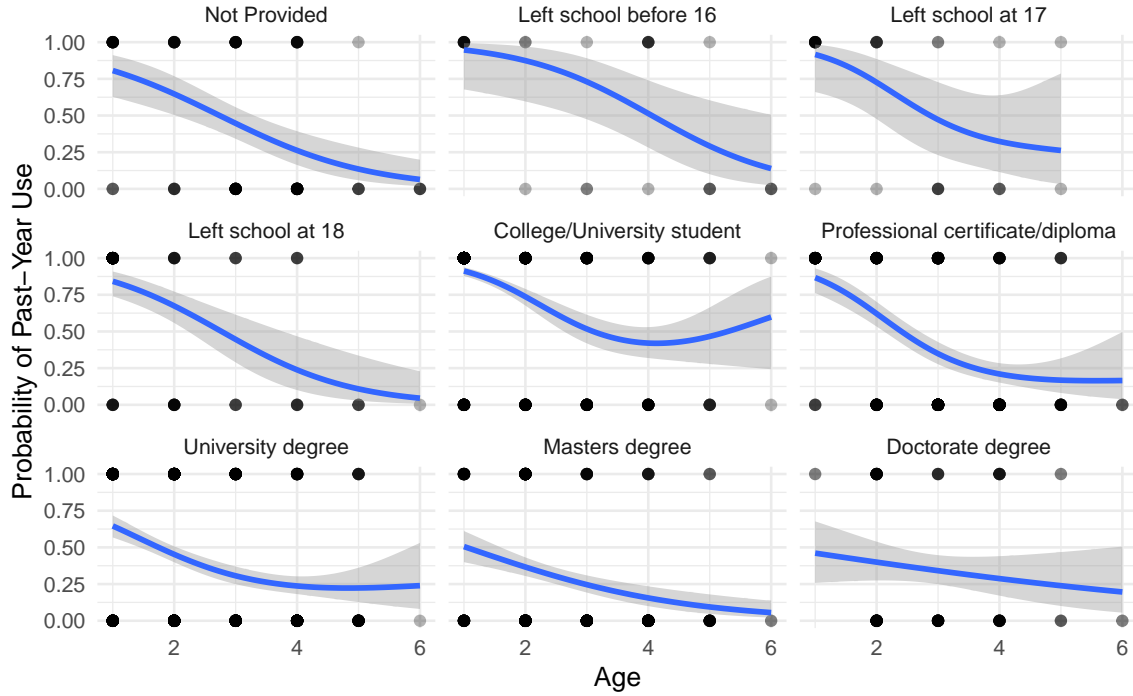 Not Provided
Left school before 16
Left school at 17
1.00
0.75
0.50
0.25
0.00
Left school at 18
College/University student
Professional certificate/diploma
1.00
0.75
0.50
0.25
0.00
University degree
Masters degree
Doctorate degree
1.00
0.75
0.50
0.25
0.00
2 4 6
2 4 6
2 4 6
Age
Probability of Past−Year Use